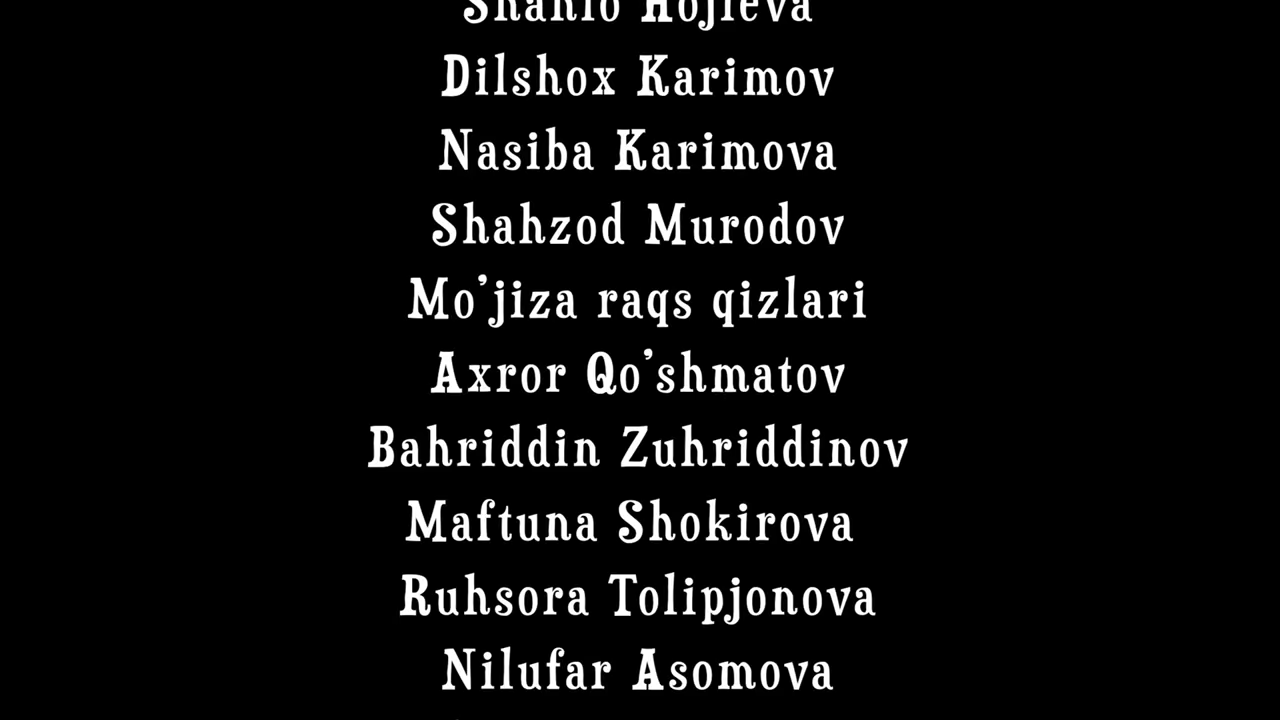 Hojieva
Dilshox Karimov
Nasiba Karimova
Shahzod Murodov
Mo'jiza raqs qizlari
Axror Qo'shmatov
Bahriddin Zuhriddinov
Maftuna Shokirova
Ruhsora Tolipjonova
Nilufar Asomova